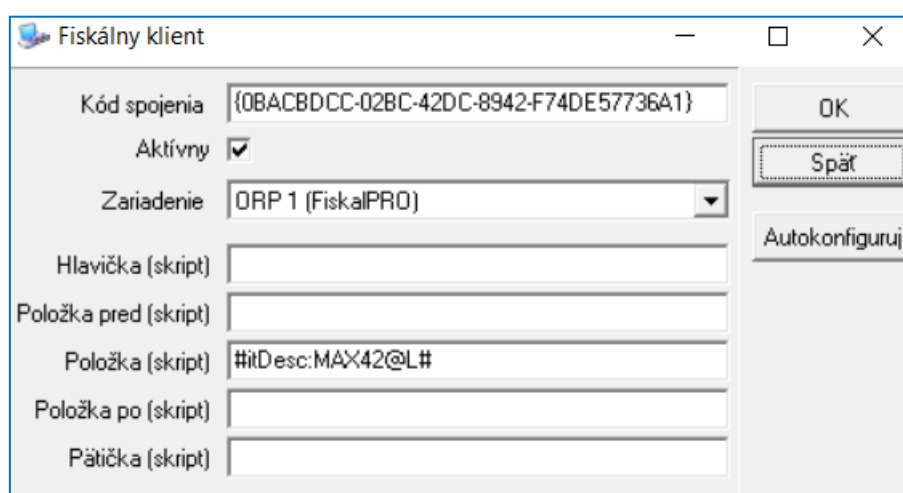 Fiskálny klient
Kód spojenia {0BACBDCC-02BC-42DC-8942-F74DE57736A1}
OK
Aktívny
Späť
Zariadenie ORP 1 (FiskalPRO)
Autokonfiguruj
Hlavička (skript)
Položka pred (skript)
Položka (skript) #itDesc:MAX42@L#
Položka po (skript)
Pätička (skript)